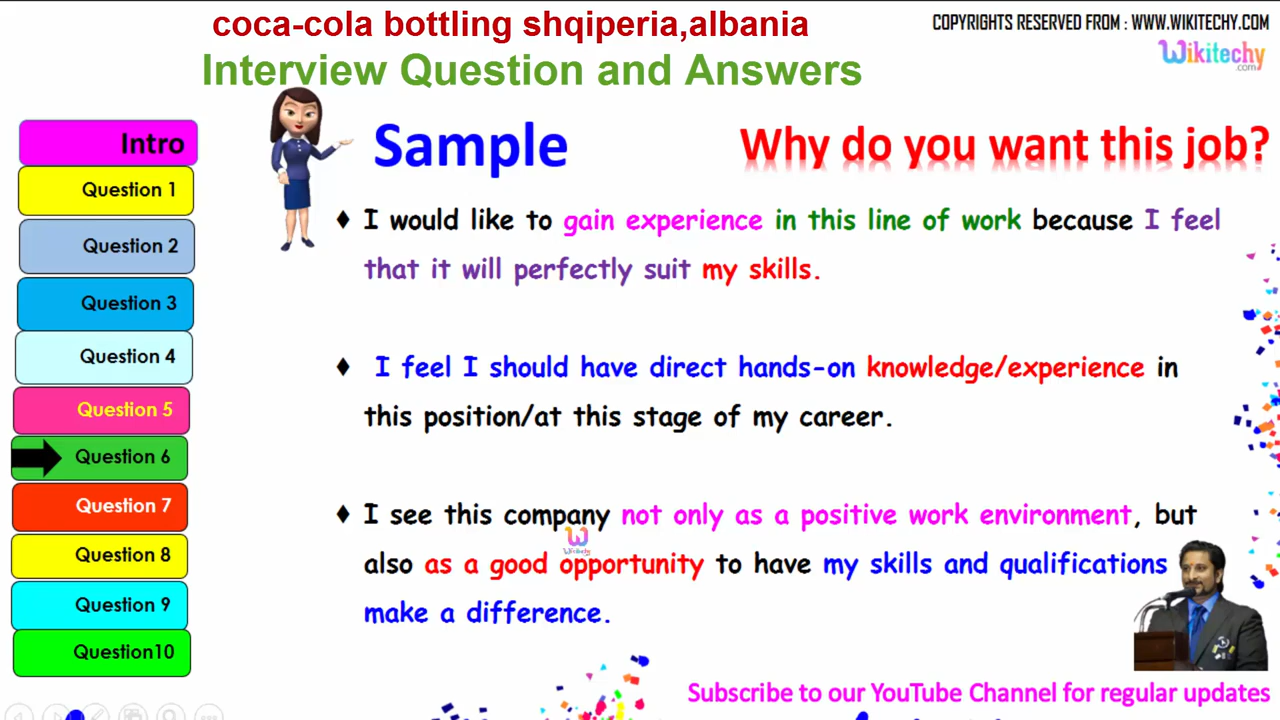 coca-cola bottling shqiperia,albania
COPYRIGHTS RESERVED FROM : WWW.WIKITECHY.COM
Interview Question and Answers
Wikitechy
.com
Intro
Sample
Why do you want this job?
Question 1
Question 2
Question 3
Question 4
Question 5
Question 6
Question 7
Question 8
Question 9
Question10
♦ I would like to gain experience in this line of work because I feel
that it will perfectly suit my skills.
♦ I feel I should have direct hands-on knowledge/experience in
this position/at this stage of my career.
♦ I see this company not only as a positive work environment, but
W
Wikitechy
also as a good opportunity to have my skills and qualifications
make a difference.
Subscribe to our YouTube Channel for regular updates